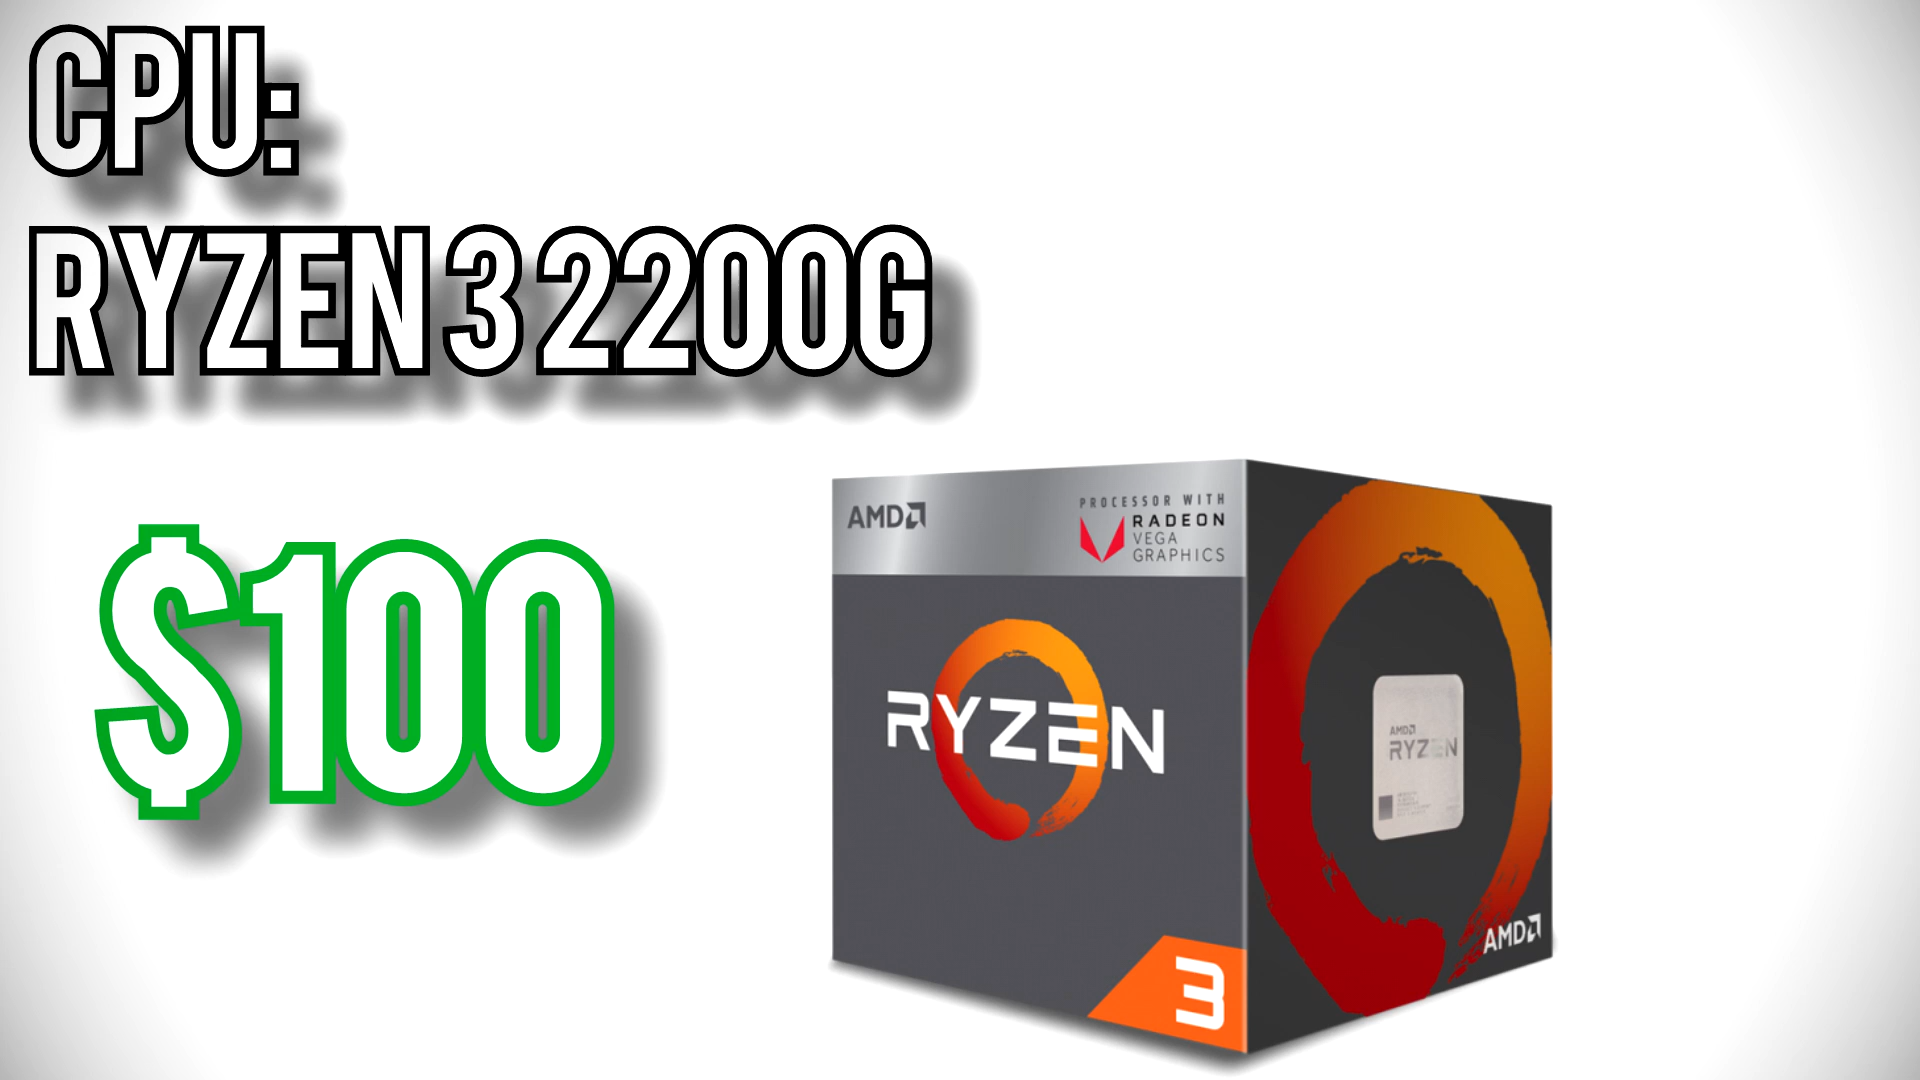 CPU:
RYZEN 3 2200G
$100
AMD
PROCESSOR WITH
RADEON
VEGA
GRAPHICS
RYZEN
3
AMD
RYZEN
AMD